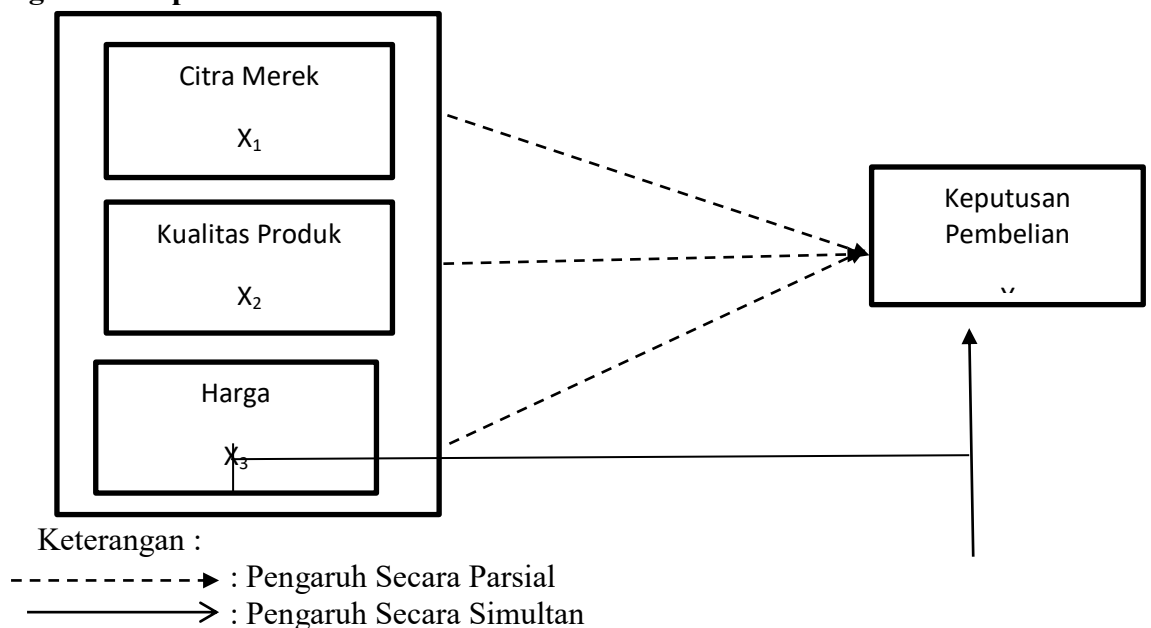 Citra Merek
X₁
Kualitas Produk
X₂
Harga
X₃
Keputusan
Pembelian
Keterangan :
: Pengaruh Secara Parsial
: Pengaruh Secara Simultan